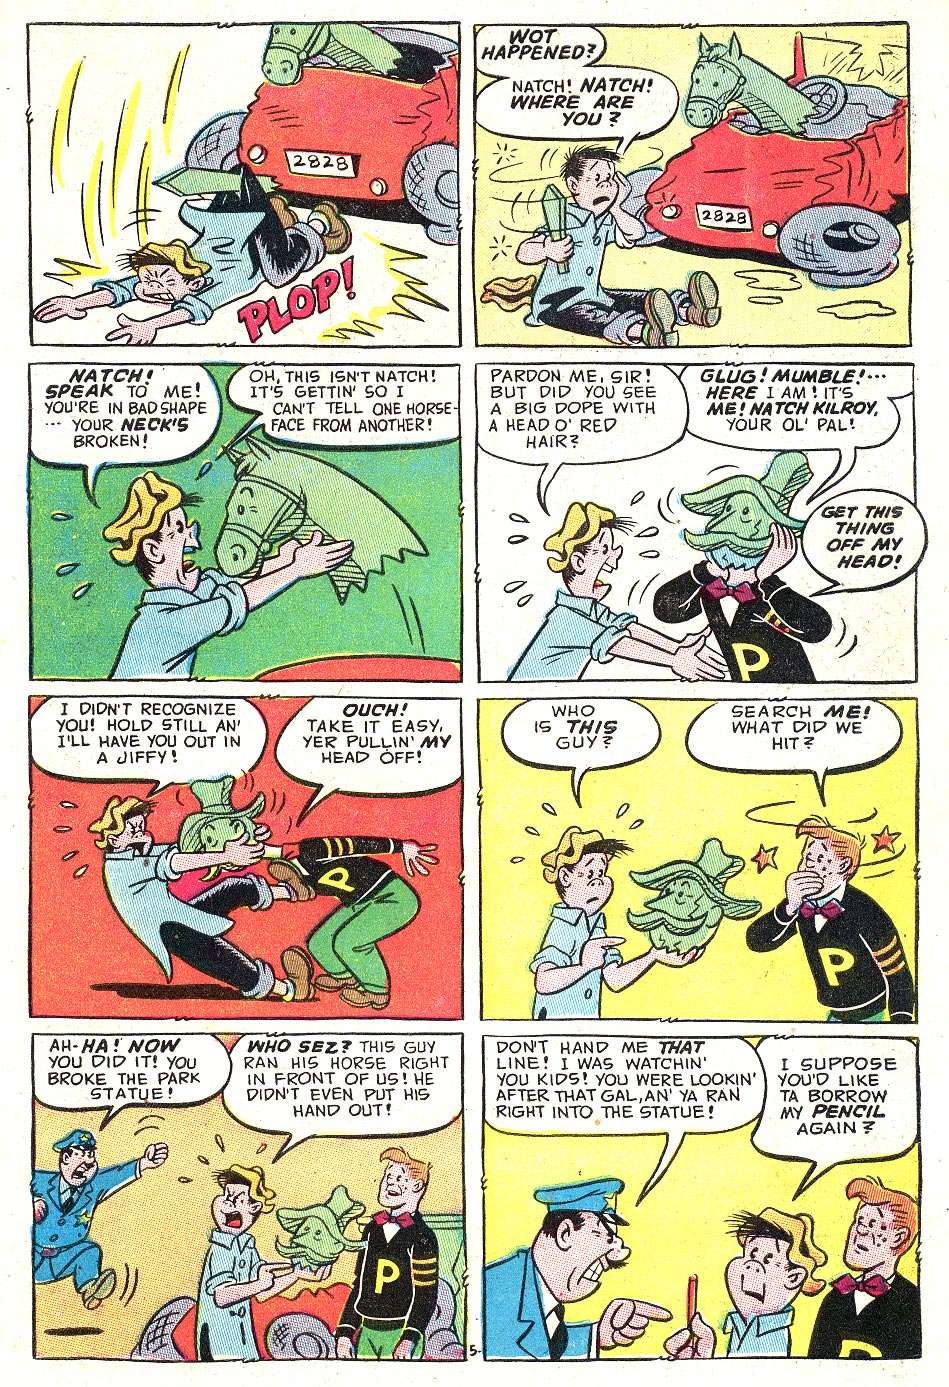 2828
PLOP!
WOT
HAPPENED?
NATCH! NATCH!
WHERE ARE
YOU?
2828
NATCH!
SPEAK TO ME!
YOU'RE IN BAD SHAPE
... YOUR NECK'S
BROKEN!
OH, THIS ISN'T NATCH!
IT'S GETTIN' SO I
CAN'T TELL ONE HORSE-
FACE FROM ANOTHER!
PARDON ME, SIR!
BUT DID YOU SEE
A BIG DOPE WITH
A HEAD O' RED
HAIR?
GLUG! MUMBLE!...
HERE I AM! IT'S
ME! NATCH KILROY,
YOUR OL' PAL!
GET THIS
THING
OFF MY
HEAD!
P
I DIDN'T RECOGNIZE
YOU! HOLD STILL AN'
I'LL HAVE YOU OUT IN
A JIFFY!
OUCH!
TAKE IT EASY,
YER PULLIN' MY
HEAD OFF!
P
WHO
IS THIS
GUY?
SEARCH ME!
WHAT DID WE
HIT?
P
AH-HA! NOW
YOU DID IT! YOU
BROKE THE PARK
STATUE!
WHO SEZ? THIS GUY
RAN HIS HORSE RIGHT
IN FRONT OF US! HE
DIDN'T EVEN PUT HIS
HAND OUT!
P
DON'T HAND ME THAT
LINE! I WAS WATCHIN'
YOU KIDS! YOU WERE LOOKIN'
AFTER THAT GAL, AN' YA RAN
RIGHT INTO THE STATUE!
I SUPPOSE
YOU'D LIKE
TA BORROW
MY PENCIL
AGAIN?
P
5-